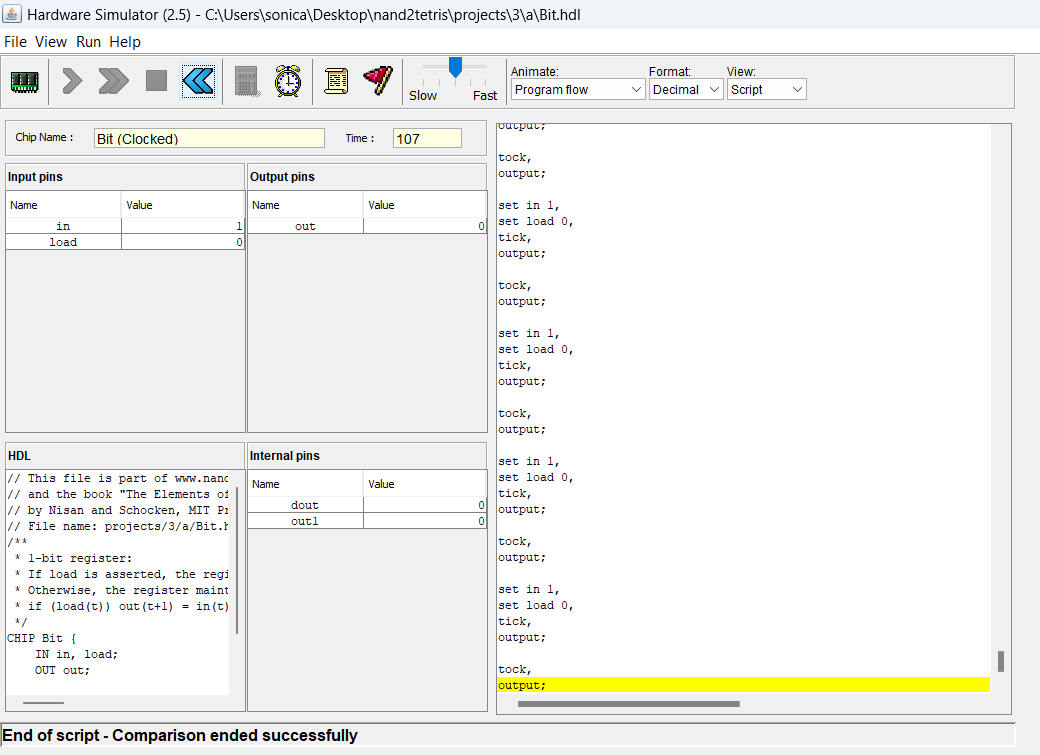 Hardware Simulator (2.5) - C:\Users\sonica\Desktop\nand2tetris\projects\3\a\Bit.hdl
File View Run Help
Slow Fast
Animate: Format: View:
Program flow Decimal Script
Chip Name : Bit (Clocked) Time : 107
Input pins
Name Value
in 1
load 0
Output pins
Name Value
out 0
HDL
// This file is part of www.nand
// and the book "The Elements of
// by Nisan and Schocken, MIT Pr
// File name: projects/3/a/Bit.h
/**
* 1-bit register:
* If load is asserted, the regi
* Otherwise, the register maint
* if (load(t)) out(t+1) = in(t)
*/
CHIP Bit {
IN in, load;
OUT out;
Internal pins
Name Value
dout 0
out1 0
output;
tock,
output;
set in 1,
set load 0,
tick,
output;
tock,
output;
set in 1,
set load 0,
tick,
output;
tock,
output;
set in 1,
set load 0,
tick,
output;
tock,
output;
set in 1,
set load 0,
tick,
output;
tock,
output;
End of script - Comparison ended successfully